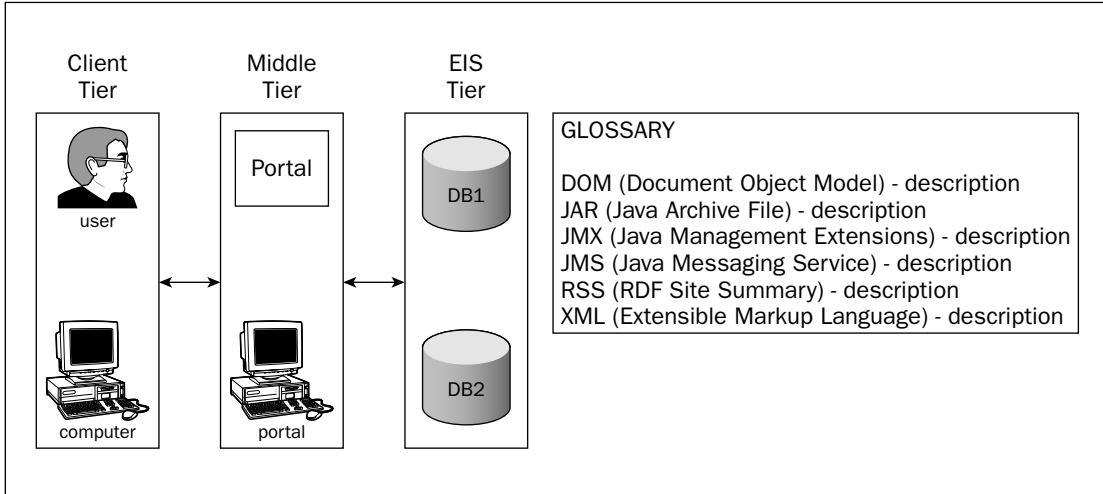 Client
Tier
Middle
Tier
EIS
Tier
user
computer
Portal
portal
DB1
DB2
GLOSSARY
DOM (Document Object Model) - description
JAR (Java Archive File) - description
JMX (Java Management Extensions) - description
JMS (Java Messaging Service) - description
RSS (RDF Site Summary) - description
XML (Extensible Markup Language) - description